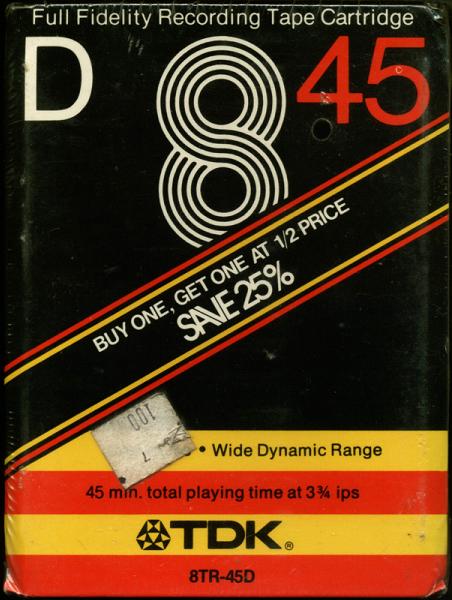 Full Fidelity Recording Tape Cartridge
D 8 45
BUY ONE, GET ONE AT 1/2 PRICE
SAVE 25%
100
• Wide Dynamic Range
45 min. total playing time at 3¾ ips
TDK®
8TR-45D